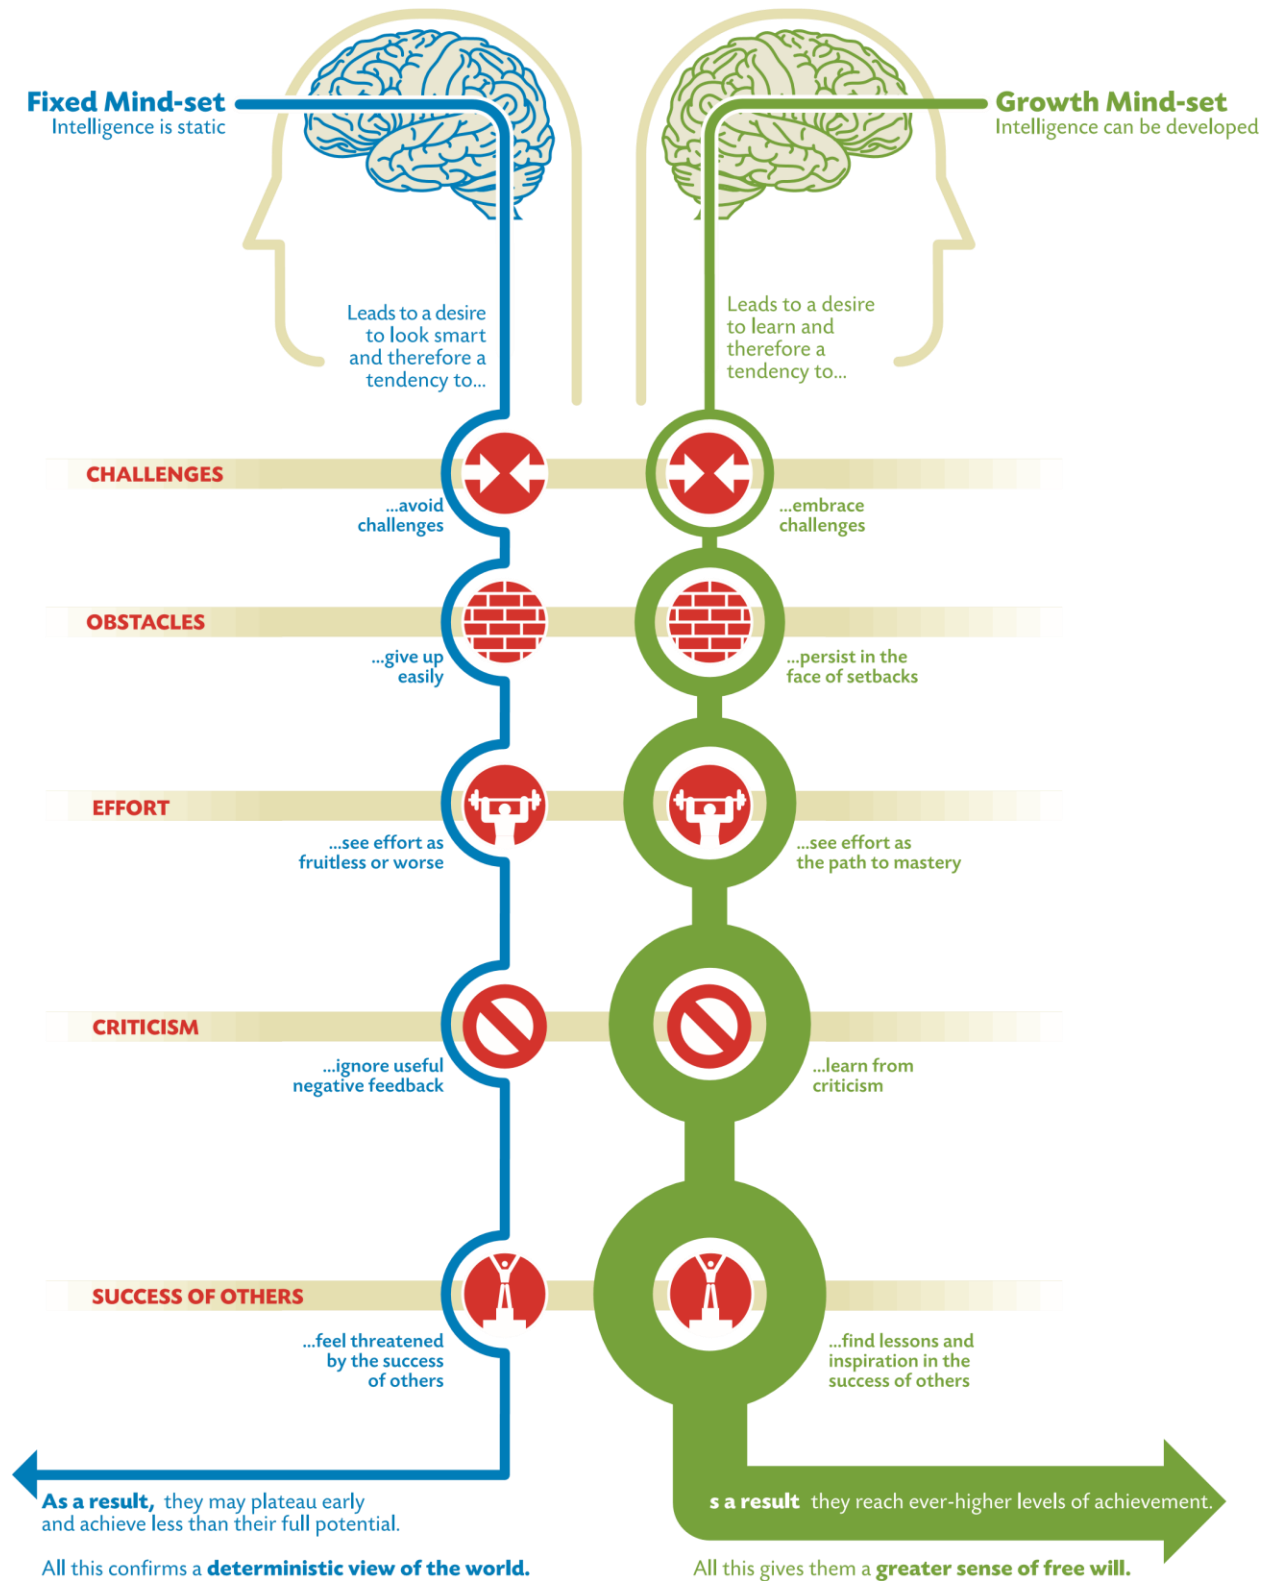 Fixed Mind-set
Intelligence is static
Growth Mind-set
Intelligence can be developed
Leads to a desire
to look smart
and therefore a
tendency to...
Leads to a desire
to learn and
therefore a
tendency to...
CHALLENGES
...avoid
challenges
...embrace
challenges
OBSTACLES
...give up
easily
...persist in the
face of setbacks
EFFORT
...see effort as
fruitless or worse
...see effort as
the path to mastery
CRITICISM
...ignore useful
negative feedback
...learn from
criticism
SUCCESS OF OTHERS
...feel threatened
by the success
of others
...find lessons and
inspiration in the
success of others
As a result, they may plateau early
and achieve less than their full potential.
All this confirms a deterministic view of the world.
s a result they reach ever-higher levels of achievement.
All this gives them a greater sense of free will.